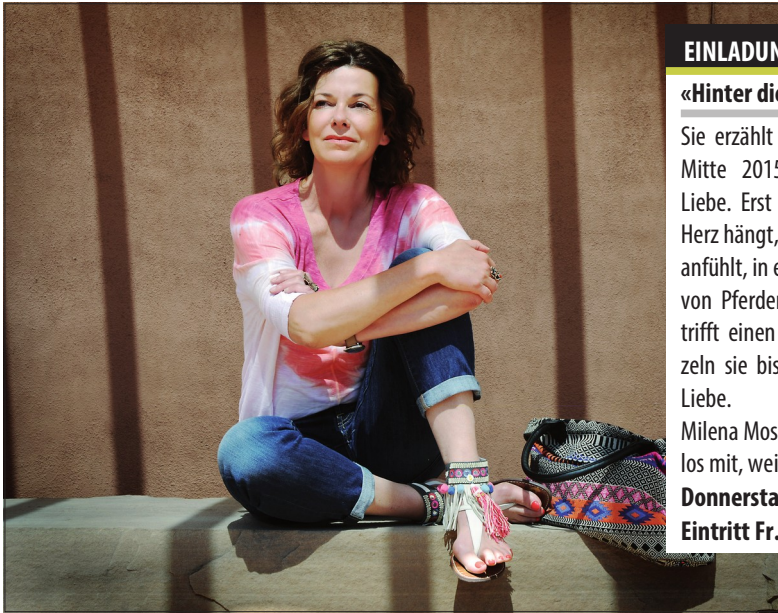 EINLADUN
«Hinter die
Sie erzählt
Mitte 2015
Liebe. Erst
Herz hängt,
anfühlt, in e
von Pferden
trifft einen
zeln sie bis
Liebe.
Milena Mos
los mit, wei
Donnersta
Eintritt Fr.